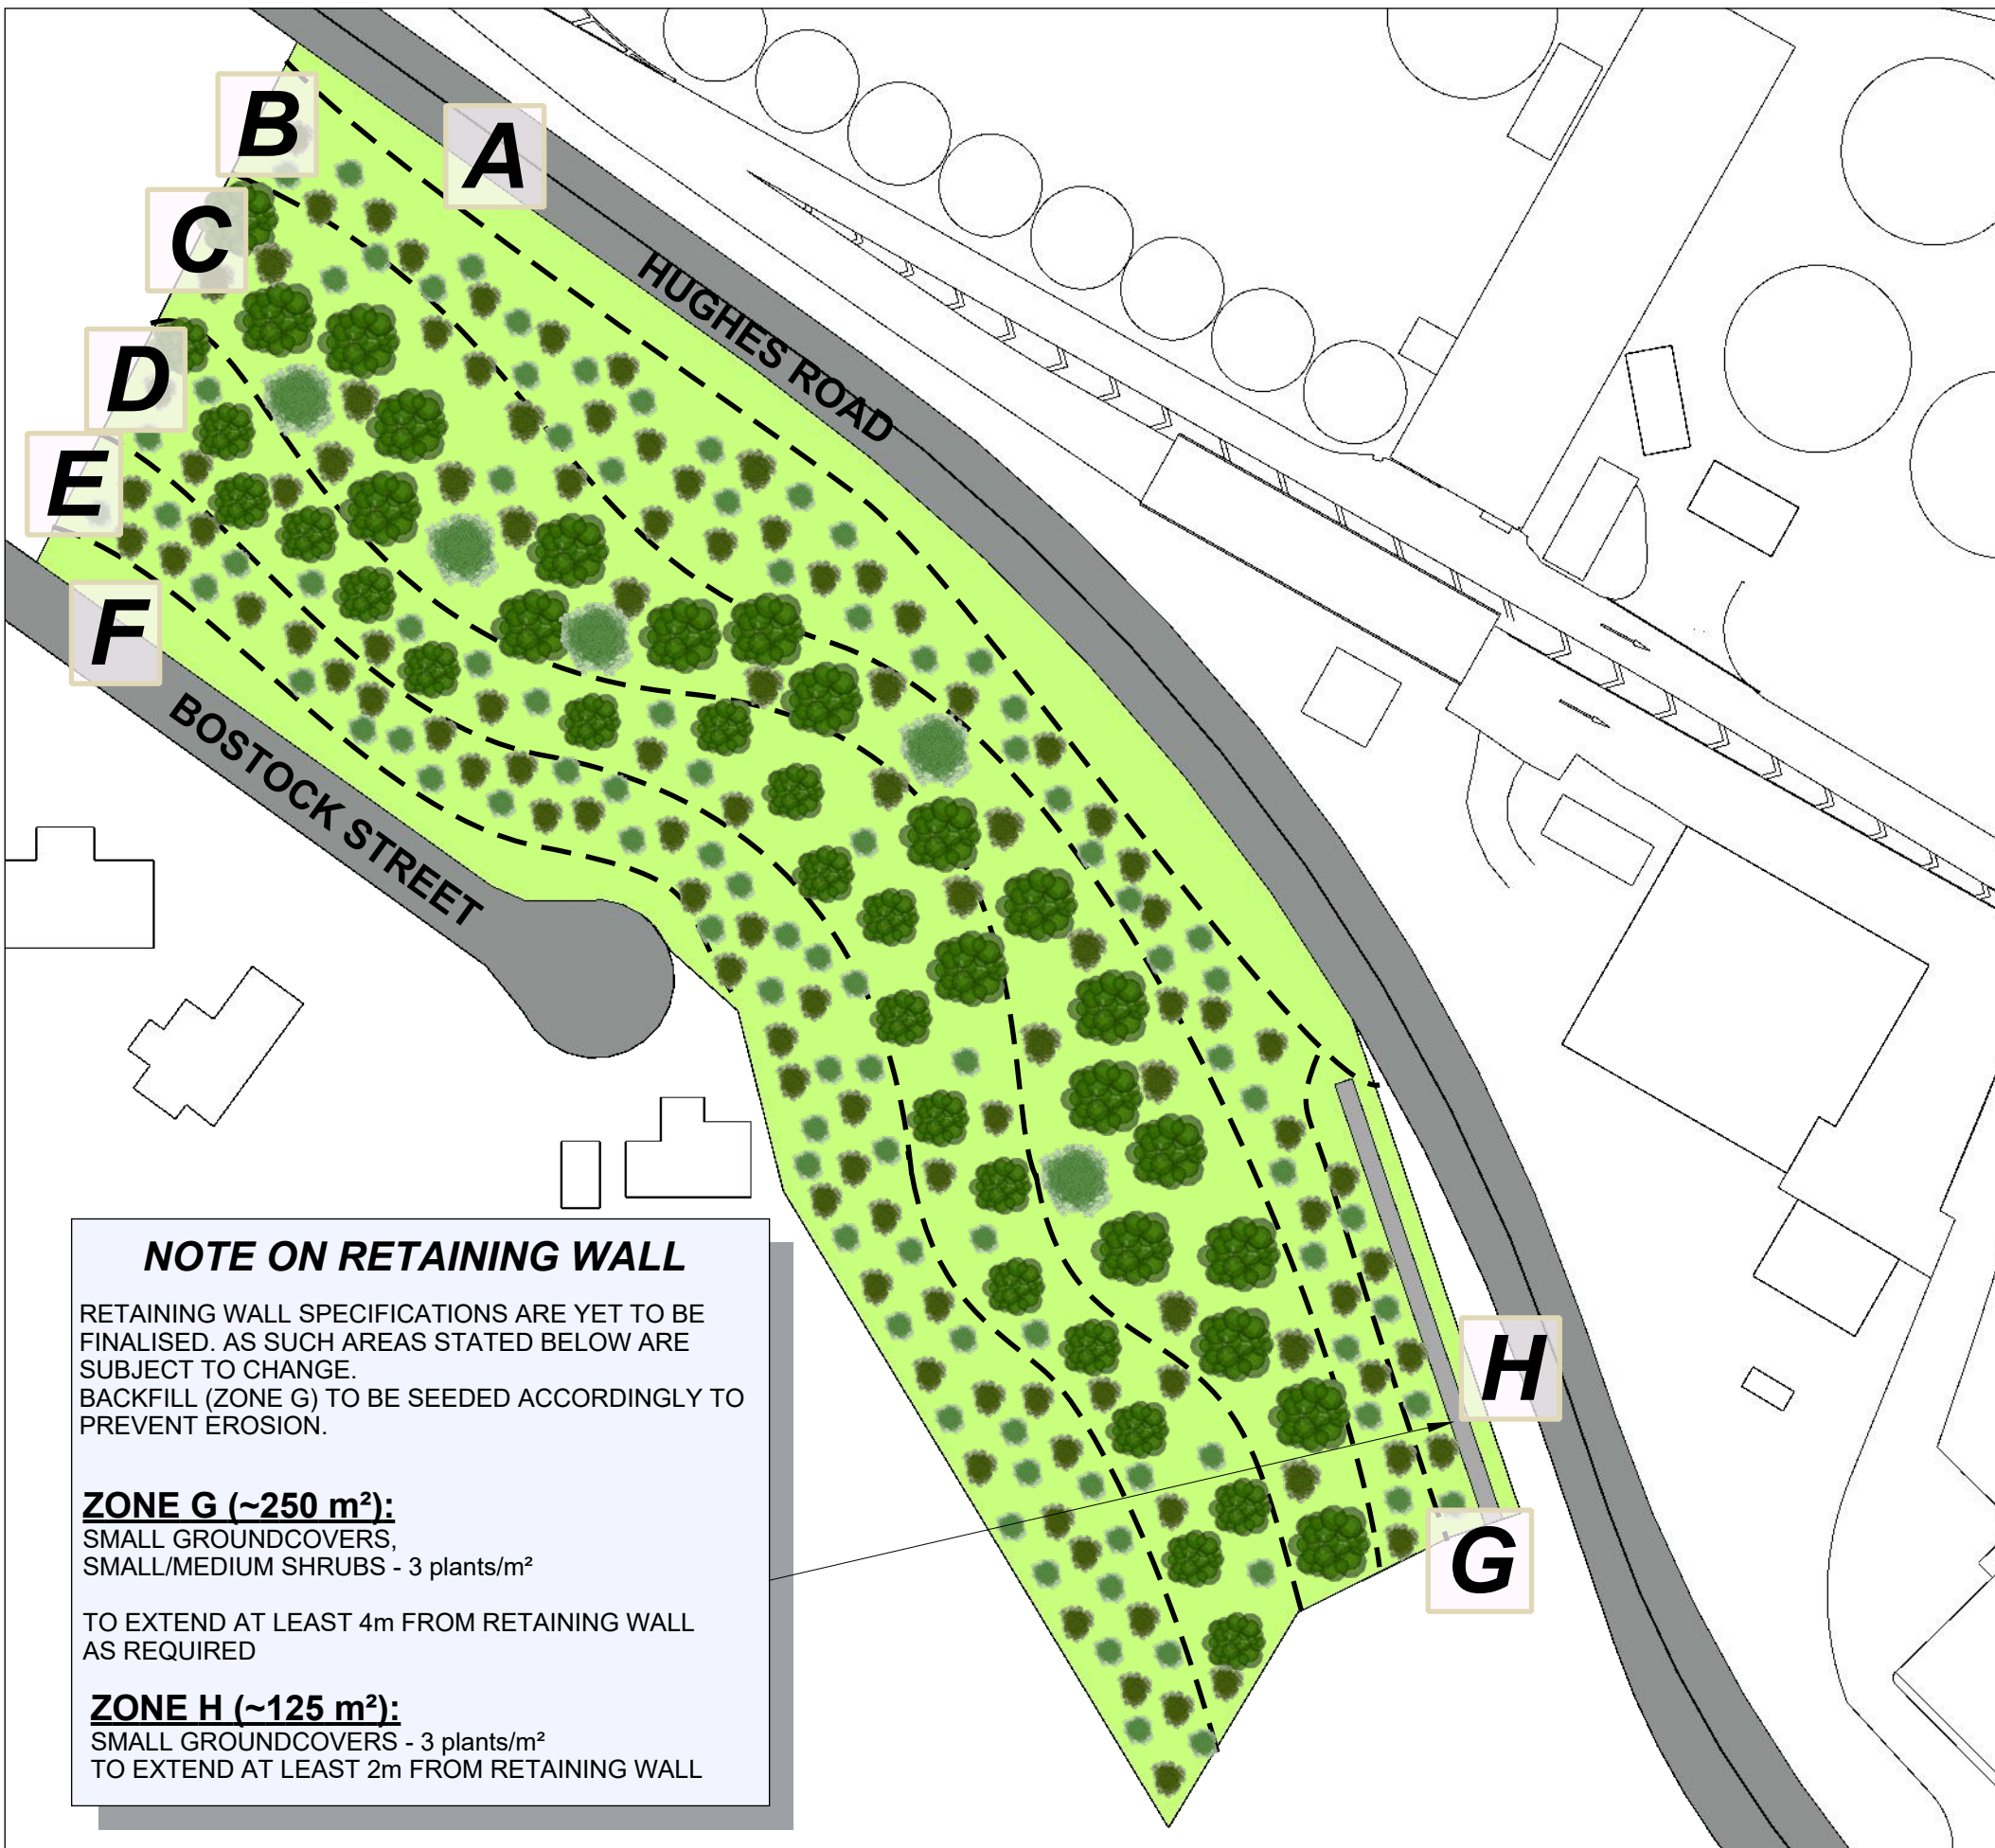 B
A
C
HUGHES ROAD
D
E
F
BOSTOCK STREET
NOTE ON RETAINING WALL
RETAINING WALL SPECIFICATIONS ARE YET TO BE
FINALISED. AS SUCH AREAS STATED BELOW ARE
SUBJECT TO CHANGE.
BACKFILL (ZONE G) TO BE SEEDED ACCORDINGLY TO
PREVENT EROSION.
ZONE G (~250 m²):
SMALL GROUNDCOVERS,
SMALL/MEDIUM SHRUBS - 3 plants/m²
TO EXTEND AT LEAST 4m FROM RETAINING WALL
AS REQUIRED
ZONE H (~125 m²):
SMALL GROUNDCOVERS - 3 plants/m²
TO EXTEND AT LEAST 2m FROM RETAINING WALL
H
G